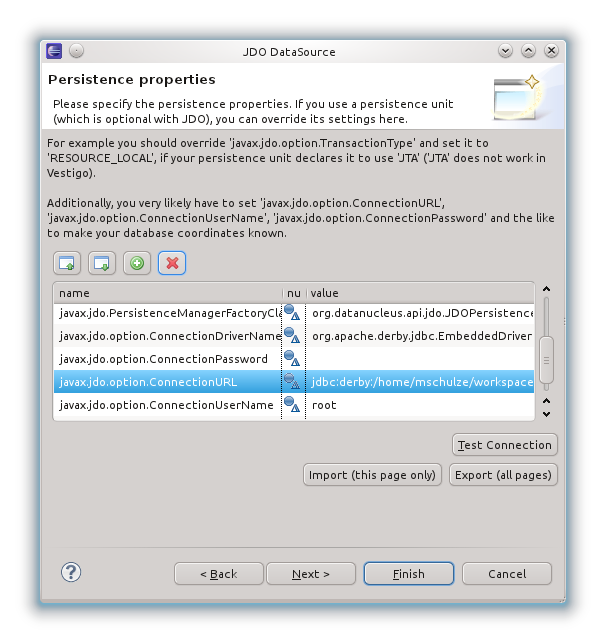 JDO DataSource
Persistence properties
Please specify the persistence properties. If you use a persistence unit
(which is optional with JDO), you can override its settings here.
For example you should override 'javax.jdo.option.TransactionType' and set it to
'RESOURCE_LOCAL', if your persistence unit declares it to use 'JTA' ('JTA' does not work in
Vestigo).
Additionally, you very likely have to set 'javax.jdo.option.ConnectionURL',
'javax.jdo.option.ConnectionUserName', 'javax.jdo.option.ConnectionPassword' and the like
to make your database coordinates known.
name nu value
javax.jdo.PersistenceManagerFactoryCla org.datanucleus.api.jdo.JDOPersistence
javax.jdo.option.ConnectionDriverName org.apache.derby.jdbc.EmbeddedDriver
javax.jdo.option.ConnectionPassword
javax.jdo.option.ConnectionURL jdbc:derby:/home/mschulze/workspace
javax.jdo.option.ConnectionUserName root
Test Connection
Import (this page only) Export (all pages)
? < Back Next > Finish Cancel